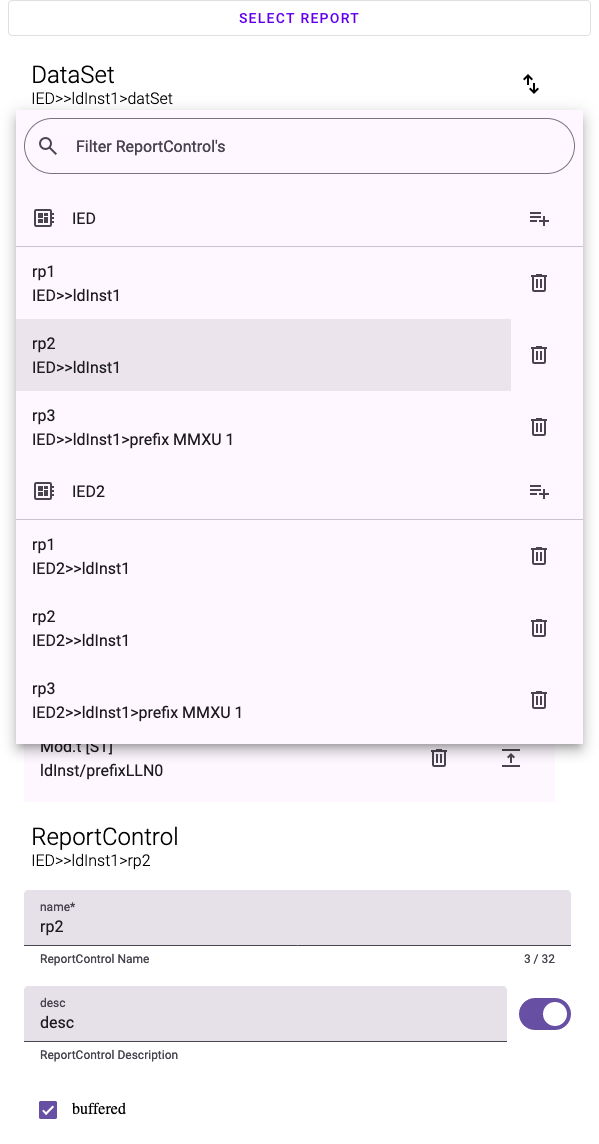 SELECT REPORT
DataSet
IED>>ldInst1>datSet
Filter ReportControl's
IED
rp1
IED>>ldInst1
rp2
IED>>ldInst1
rp3
IED>>ldInst1>prefix MMXU 1
IED2
rp1
IED2>>ldInst1
rp2
IED2>>ldInst1
rp3
IED2>>ldInst1>prefix MMXU 1
Mod.t [ST]
ldInst/prefixLLN0
ReportControl
IED>>ldInst1>rp2
name*
rp2
ReportControl Name 3 / 32
desc
desc
ReportControl Description
buffered